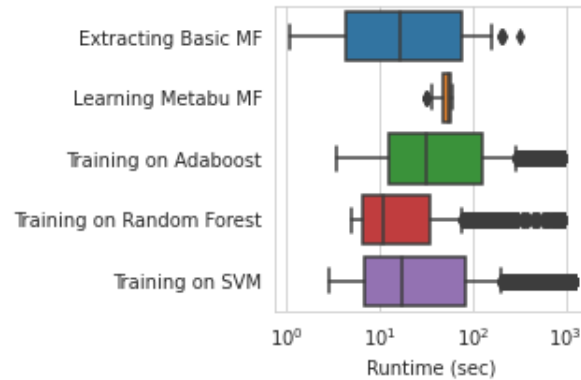 Extracting Basic MF
Learning Metabu MF
Training on Adaboost
Training on Random Forest
Training on SVM
10⁰ 10¹ 10² 10³
Runtime (sec)